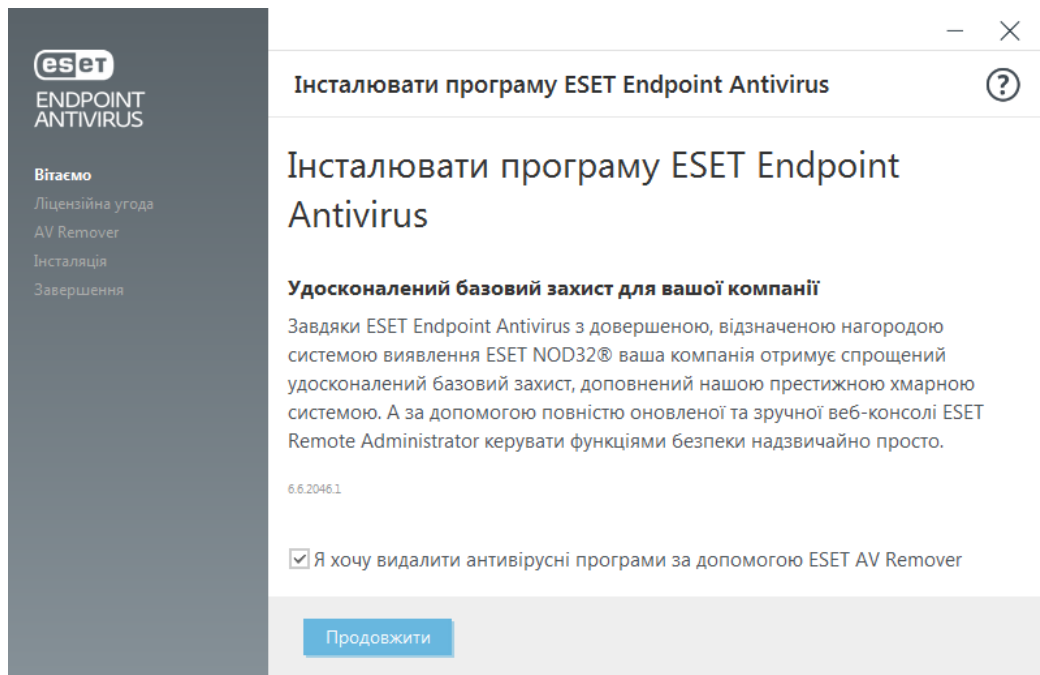 eset
ENDPOINT
ANTIVIRUS
Вітаємо
Ліцензійна угода
AV Remover
Інсталяція
Завершення
Інсталювати програму ESET Endpoint Antivirus
?
Інсталювати програму ESET Endpoint
Antivirus
Удосконалений базовий захист для вашої компанії
Завдяки ESET Endpoint Antivirus з довершеною, відзначеною нагородою
системою виявлення ESET NOD32® ваша компанія отримує спрощений
удосконалений базовий захист, доповнений нашою престижною хмарною
системою. А за допомогою повністю оновленої та зручної веб-консолі ESET
Remote Administrator керувати функціями безпеки надзвичайно просто.
6.6.2046.1
Я хочу видалити антивірусні програми за допомогою ESET AV Remover
Продовжити